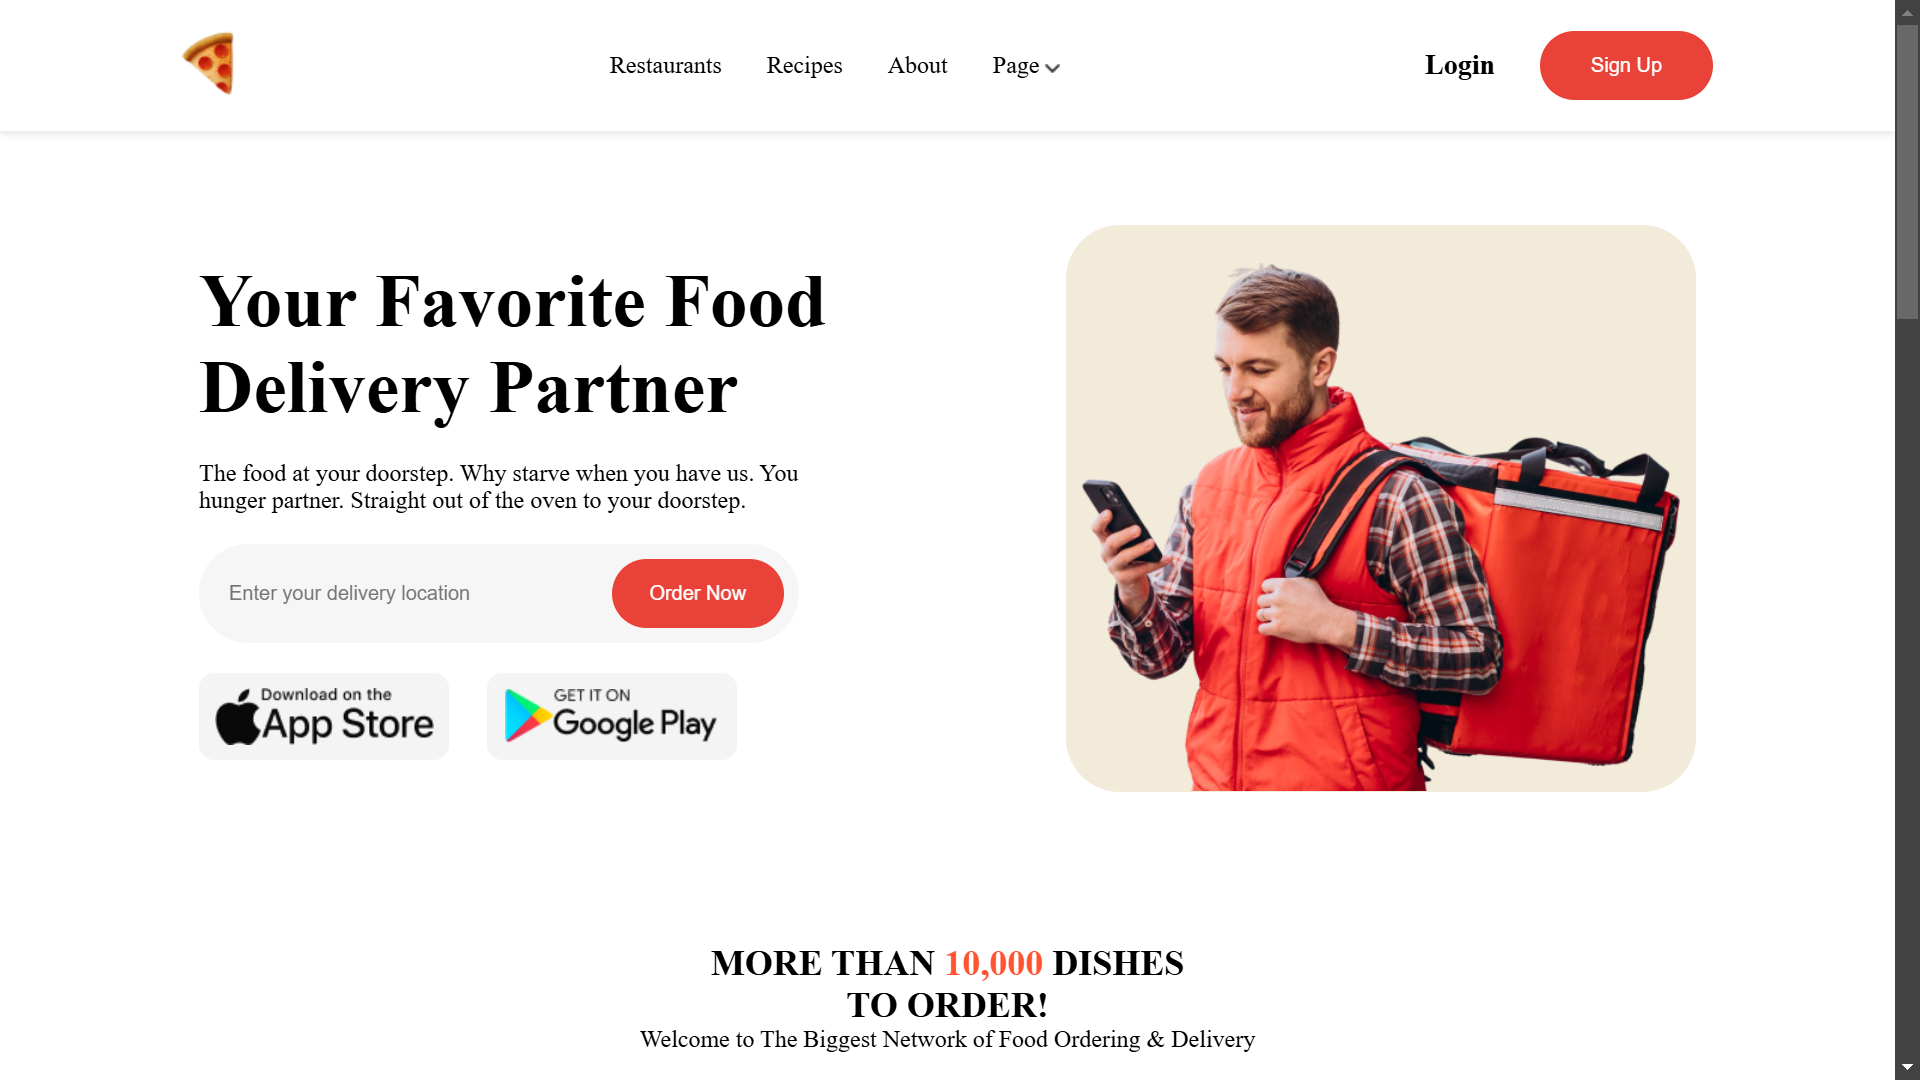 Restaurants
Recipes
About
Page
Login
Sign Up
Your Favorite Food
Delivery Partner
The food at your doorstep. Why starve when you have us. You
hunger partner. Straight out of the oven to your doorstep.
Enter your delivery location
Order Now
Download on the
App Store
GET IT ON
Google Play
MORE THAN 10,000 DISHES
TO ORDER!
Welcome to The Biggest Network of Food Ordering & Delivery